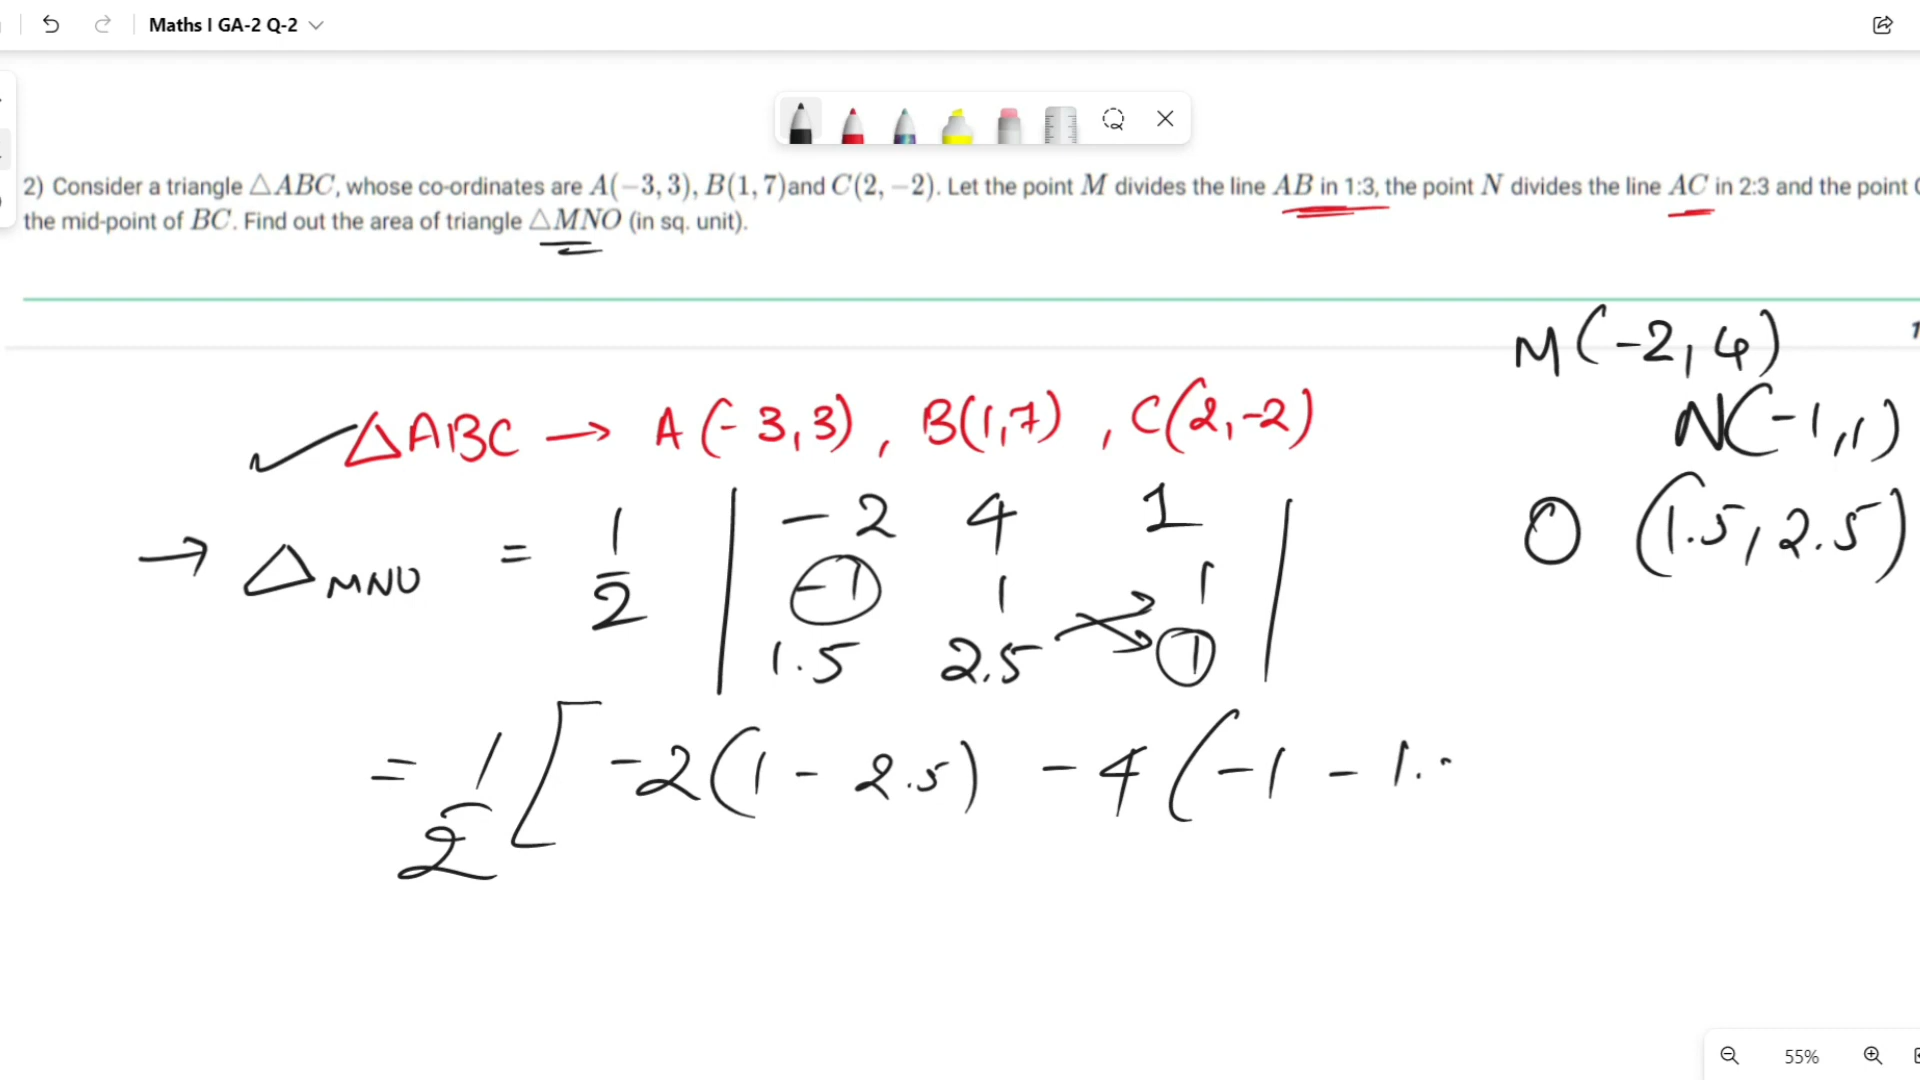 Maths I GA-2 Q-2
2) Consider a triangle △ABC, whose co-ordinates are A(−3, 3), B(1, 7)and C(2, −2). Let the point M divides the line AB in 1:3, the point N divides the line AC in 2:3 and the point
the mid-point of BC. Find out the area of triangle △MNO (in sq. unit).
M(-2, 4)
△ABC → A(-3,3), B(1,7), C(2,-2)
N(-1,1)
→ △MNO = 1/2 | -2 4 1
-1 1 1
1.5 2.5 1 |
O (1.5, 2.5)
= 1/2 [ -2(1 - 2.5) - 4(-1 - 1.
55%